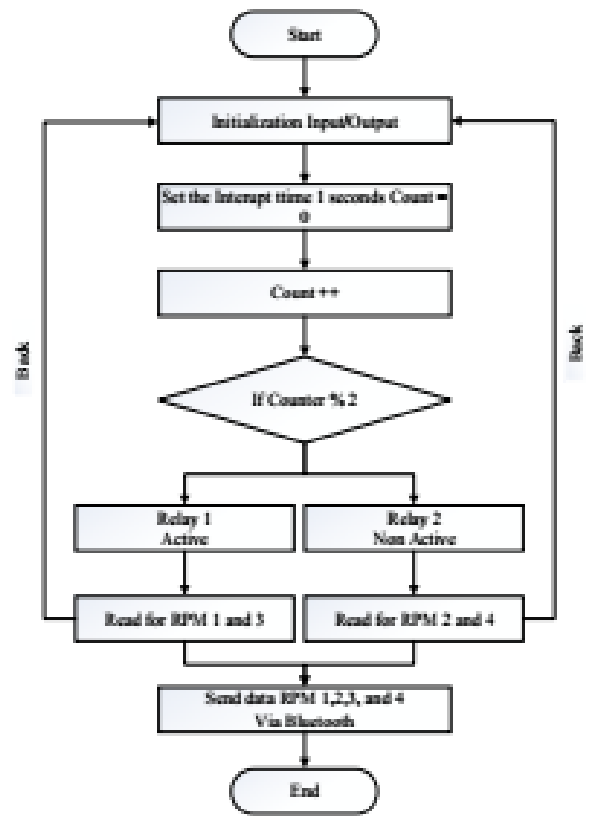 Start
Initialization Input/Output
Set the Interupt ttime 1 seconds Count =
0
Count ++
Back
Back
If Counter % 2
Relay 1
Active
Relay 2
Non Active
Read for RPM 1 and 3
Read for RPM 2 and 4
Send data RPM 1,2,3, and 4
Via Bluetooth
End